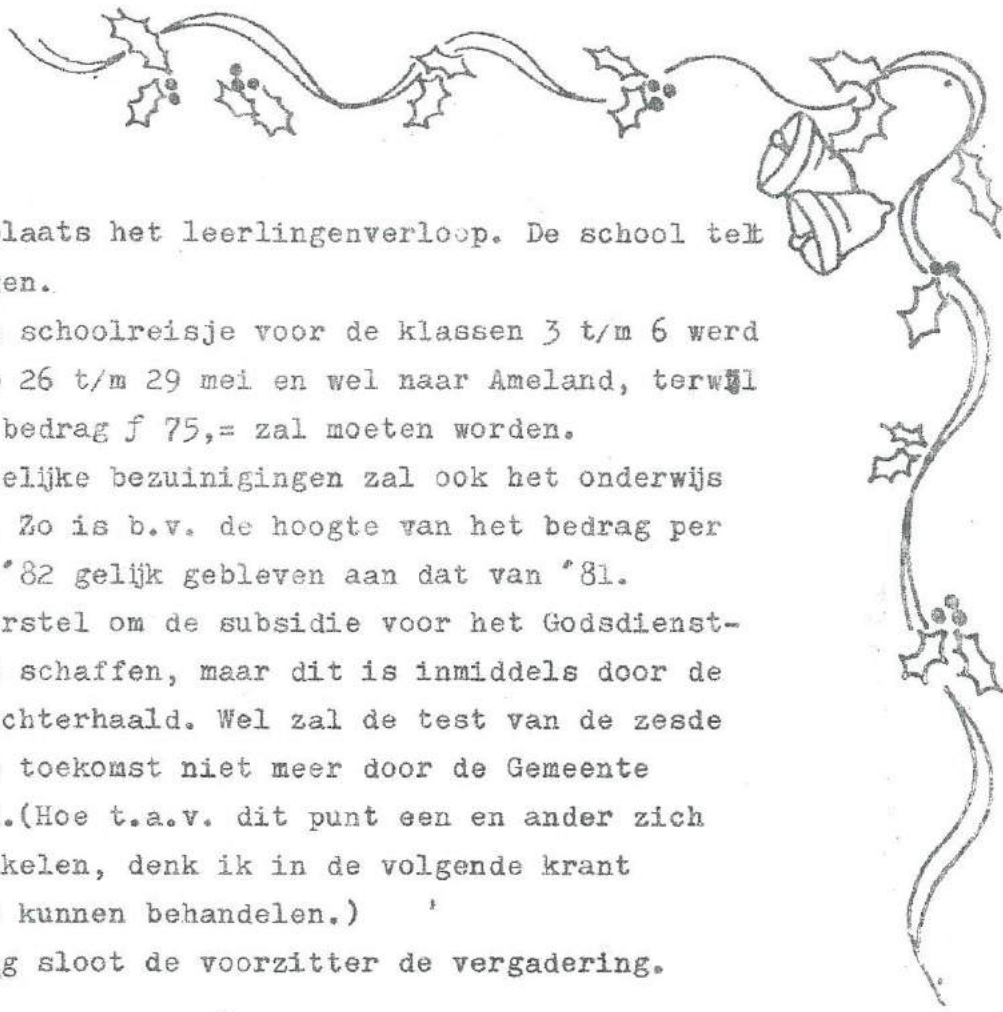 laats het leerlingenverloop. De school telt
en.
schoolreisje voor de klassen 3 t/m 6 werd
26 t/m 29 mei en wel naar Ameland, terwijl
bedrag ƒ 75,= zal moeten worden.
elijke bezuinigingen zal ook het onderwijs
Zo is b.v. de hoogte van het bedrag per
'82 gelijk gebleven aan dat van '81.
rstel om de subsidie voor het Godsdienst-
schaffen, maar dit is inmiddels door de
chterhaald. Wel zal de test van de zesde
toekomst niet meer door de Gemeente
.(Hoe t.a.v. dit punt een en ander zich
kelen, denk ik in de volgende krant
kunnen behandelen.)
g sloot de voorzitter de vergadering.